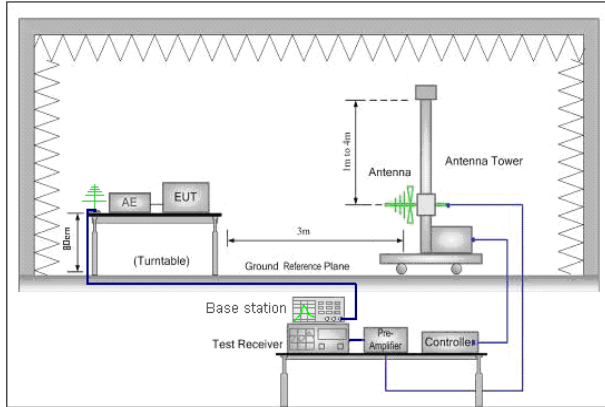 1m to 4m
Antenna
Antenna Tower
AE
EUT
80cm
(Turntable)
3m
Ground Reference Plane
Base station
Test Receiver
Pre-
Amplifier
Controller